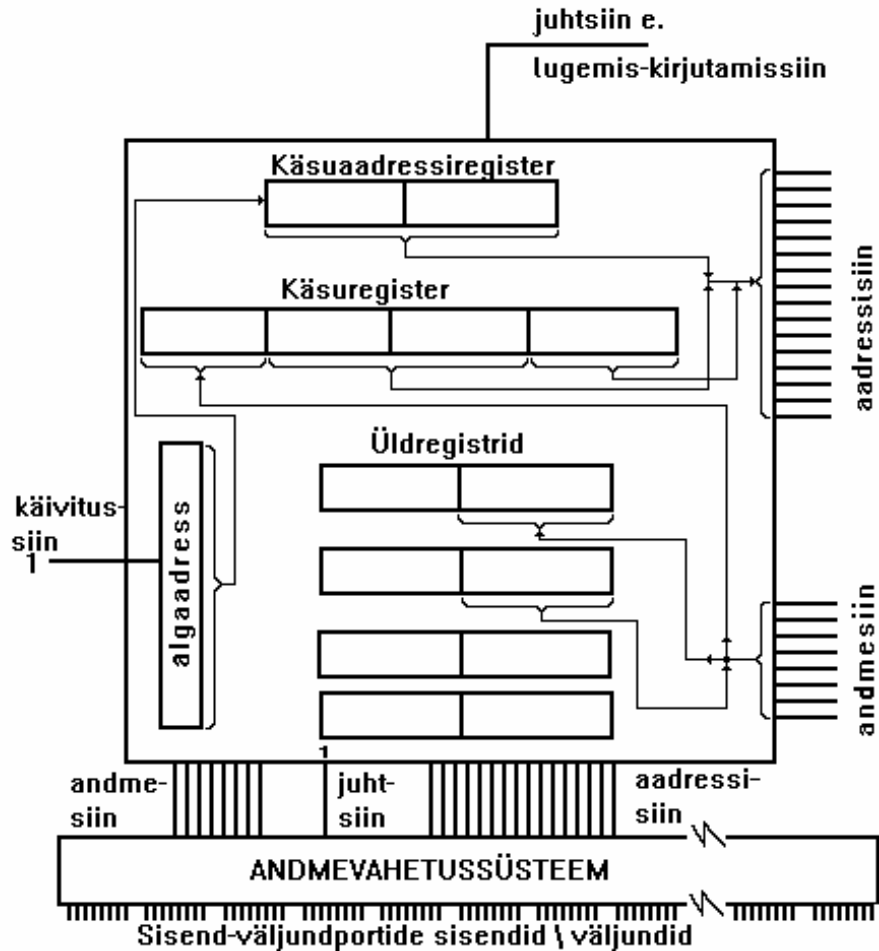 juhtsiin e.
lugemis-kirjutamissiin
Käsuaadressiregister
aadressisiin
Käsuregister
Üldregistrid
käivitus-
siin
1
algaadress
andmesiin
andme-
siin
1
juht-
siin
aadressi-
siin
ANDMEVAHETUSSÜSTEEM
Sisend-väljundportide sisendid \ väljundid